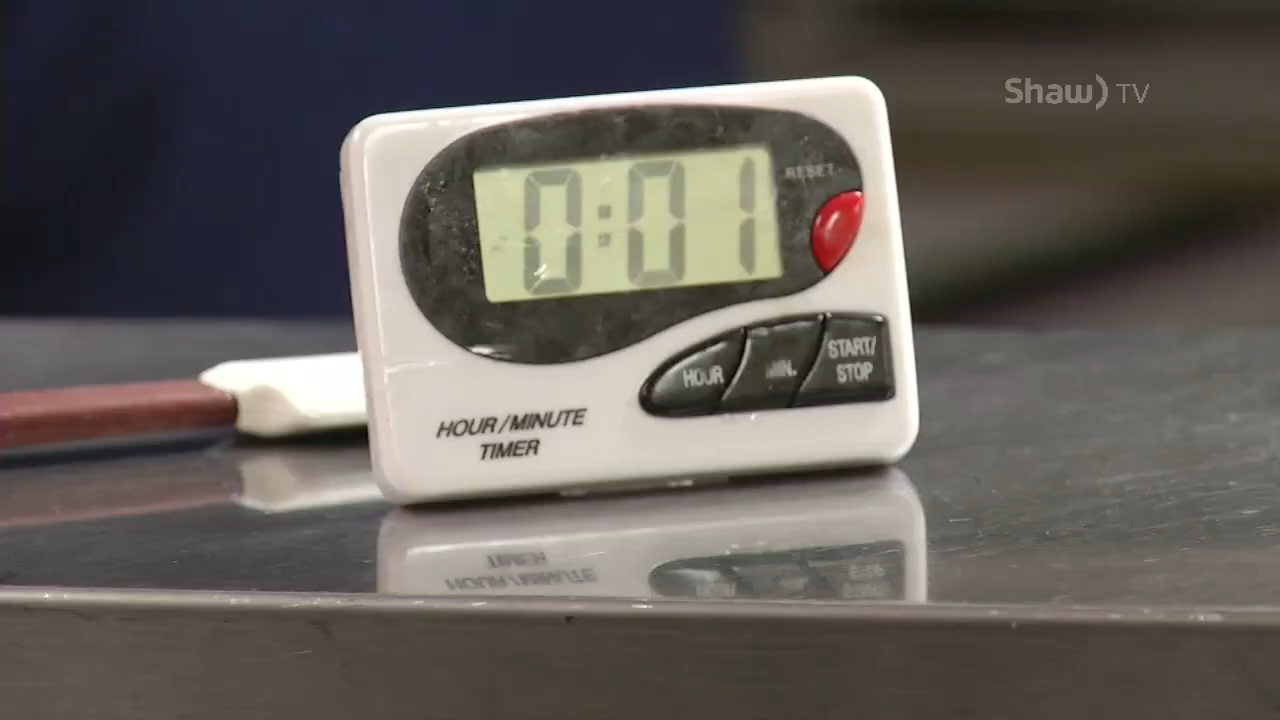 Shaw) TV
0:01
RESET
HOUR
MIN.
START/
STOP
HOUR/MINUTE
TIMER